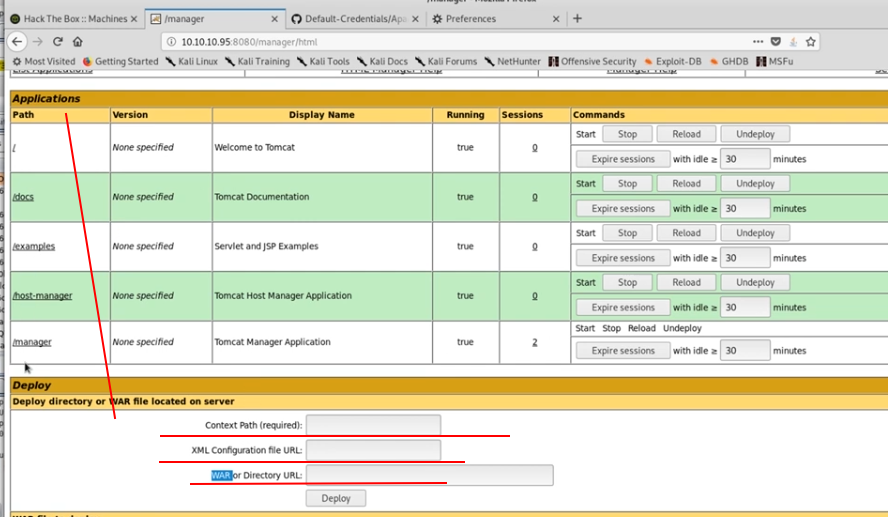 /manager - Mozilla Firefox
Hack The Box :: Machines × /manager × Default-Credentials/Apa × Preferences × +
10.10.10.95:8080/manager/html
Most Visited Getting Started Kali Linux Kali Training Kali Tools Kali Docs Kali Forums NetHunter Offensive Security Exploit-DB GHDB MSFu
List Applications HTML Manager Help Manager Help
Applications
Path Version Display Name Running Sessions Commands
/ None specified Welcome to Tomcat true 0 Start Stop Reload Undeploy
Expire sessions with idle ≥ 30 minutes
/docs None specified Tomcat Documentation true 0 Start Stop Reload Undeploy
Expire sessions with idle ≥ 30 minutes
/examples None specified Servlet and JSP Examples true 0 Start Stop Reload Undeploy
Expire sessions with idle ≥ 30 minutes
/host-manager None specified Tomcat Host Manager Application true 0 Start Stop Reload Undeploy
Expire sessions with idle ≥ 30 minutes
/manager None specified Tomcat Manager Application true 2 Start Stop Reload Undeploy
Expire sessions with idle ≥ 30 minutes
Deploy
Deploy directory or WAR file located on server
Context Path (required):
XML Configuration file URL:
WAR or Directory URL:
Deploy